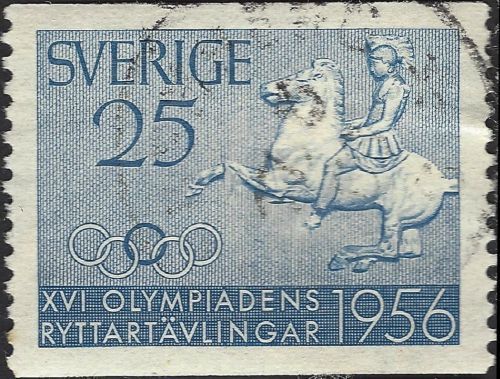 SVERIGE
25
XVI OLYMPIADENS
RYTTARTÄVLINGAR 1956